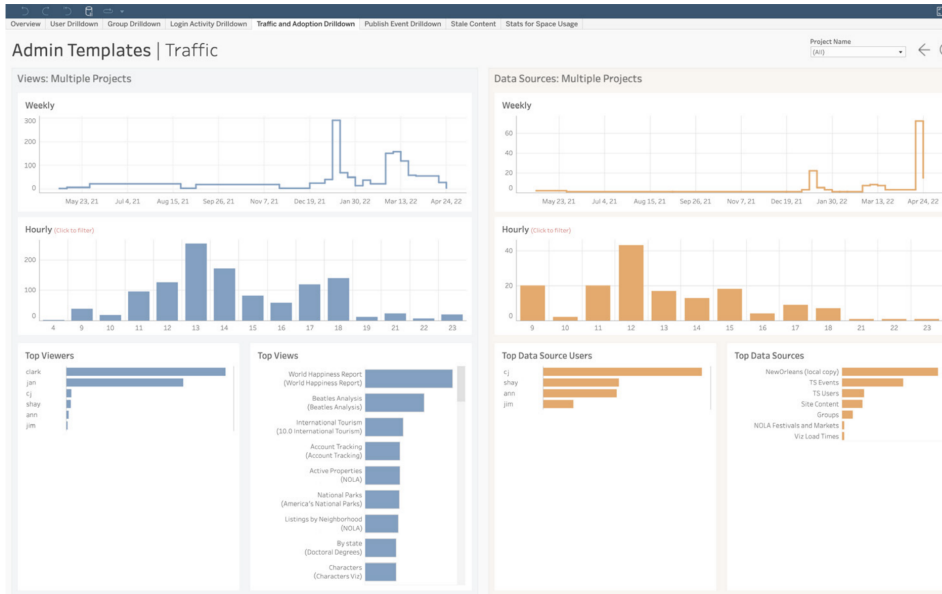 Overview User Drilldown Group Drilldown Login Activity Drilldown Traffic and Adoption Drilldown Publish Event Drilldown Stale Content Stats for Space Usage
Admin Templates | Traffic
Project Name
(All)
Views: Multiple Projects
Weekly
300
200
100
0
May 23, 21 Jul 4, 21 Aug 15, 21 Sep 26, 21 Nov 7, 21 Dec 19, 21 Jan 30, 22 Mar 13, 22 Apr 24, 22
Hourly (Click to filter)
200
100
0
4 9 10 11 12 13 14 15 16 17 18 19 21 22 23
Top Viewers
clark
jan
cj
shay
ann
jim
Top Views
World Happiness Report
(World Happiness Report)
Beatles Analysis
(Beatles Analysis)
International Tourism
(10.0 International Tourism)
Account Tracking
(Account Tracking)
Active Properties
(NOLA)
National Parks
(America's National Parks)
Listings by Neighborhood
(NOLA)
By state
(Doctoral Degrees)
Characters
(Characters Viz)
Data Sources: Multiple Projects
Weekly
60
40
20
0
May 23, 21 Jul 4, 21 Aug 15, 21 Sep 26, 21 Nov 7, 21 Dec 19, 21 Jan 30, 22 Mar 13, 22 Apr 24, 22
Hourly (Click to filter)
40
20
0
9 10 11 12 13 14 15 16 17 18 21 22 23
Top Data Source Users
cj
shay
ann
jim
Top Data Sources
NewOrleans (local copy)
TS Events
TS Users
Site Content
Groups
NOLA Festivals and Markets
Viz Load Times